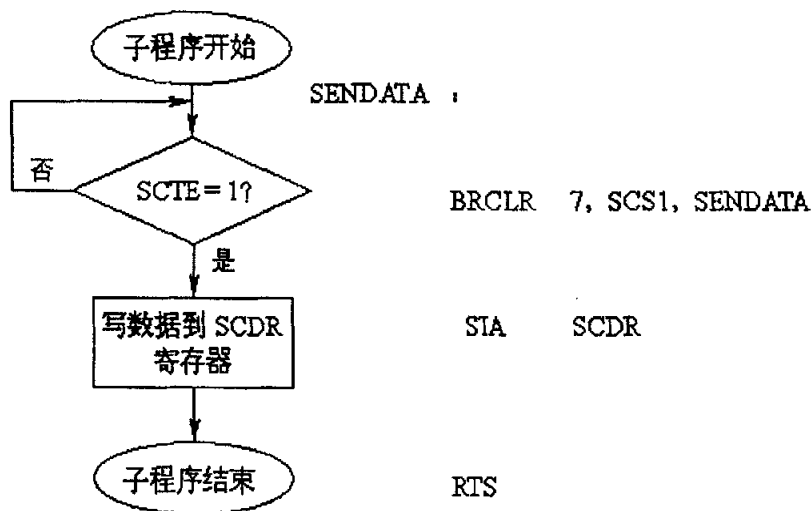 子程序开始
SENDATA :
否
SCTE = 1?
BRCLR 7, SCS1, SENDATA
是
写数据到 SCDR
寄存器
STA SCDR
子程序结束
RTS